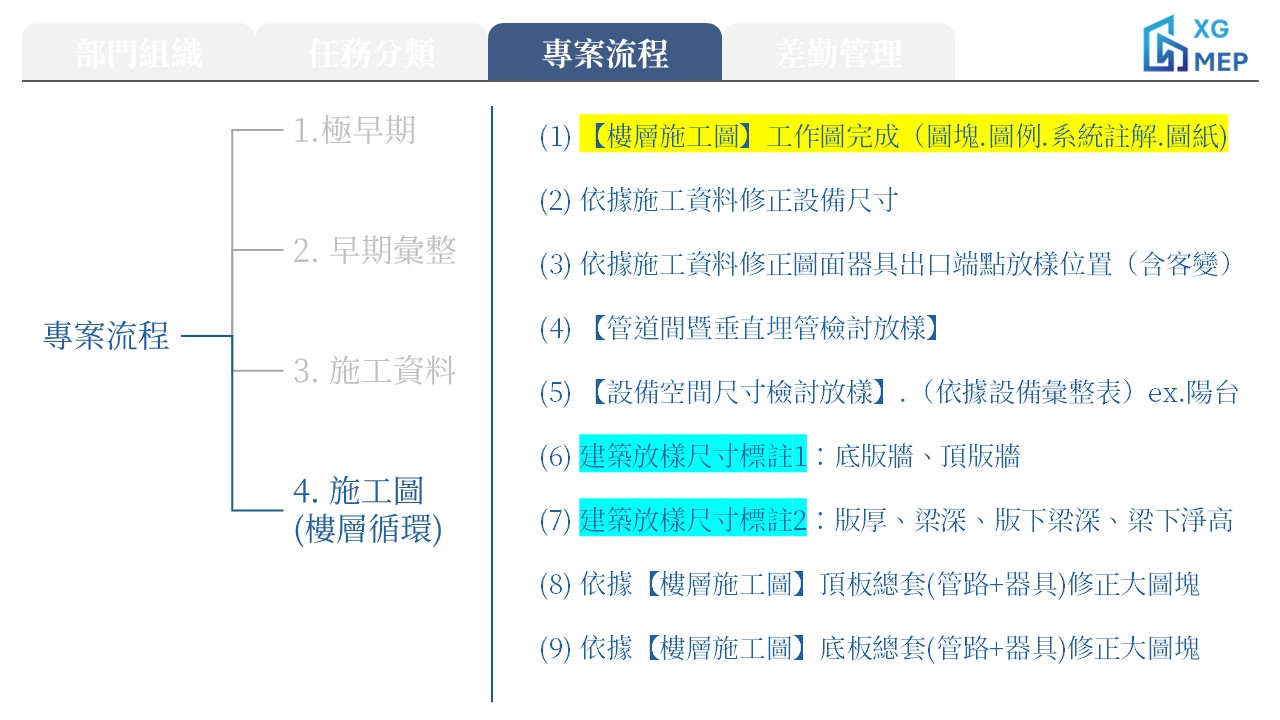 部門組織
任務分類
專案流程
差勤管理
XG
MEP
1.極早期
2. 早期彙整
專案流程
3. 施工資料
4. 施工圖
(樓層循環)
(1) 【樓層施工圖】工作圖完成（圖塊.圖例.系統註解.圖紙)
(2) 依據施工資料修正設備尺寸
(3) 依據施工資料修正圖面器具出口端點放樣位置（含客變）
(4) 【管道間暨垂直埋管檢討放樣】
(5) 【設備空間尺寸檢討放樣】.（依據設備彙整表）ex.陽台
(6) 建築放樣尺寸標註1：底版牆、頂版牆
(7) 建築放樣尺寸標註2：版厚、梁深、版下梁深、梁下淨高
(8) 依據【樓層施工圖】頂板總套(管路+器具)修正大圖塊
(9) 依據【樓層施工圖】底板總套(管路+器具)修正大圖塊